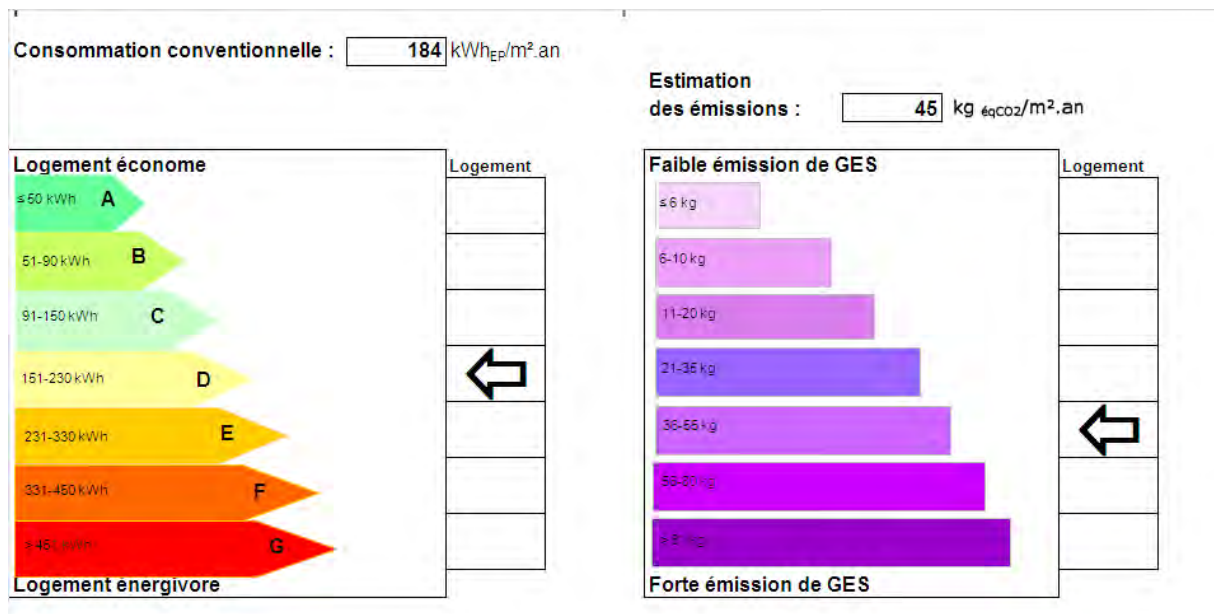 Consommation conventionnelle : 184 kWhEP/m².an
Logement économe
Logement
≤50 kWh A
51-90 kWh B
91-150 kWh C
151-230 kWh D
231-330 kWh E
331-450 kWh F
G
Logement énergivore
Estimation
des émissions : 45 kg éqCO2/m².an
Faible émission de GES
Logement
≤6 kg
6-10 kg
11-20 kg
21-35 kg
36-55 kg
56-80 kg
Forte émission de GES